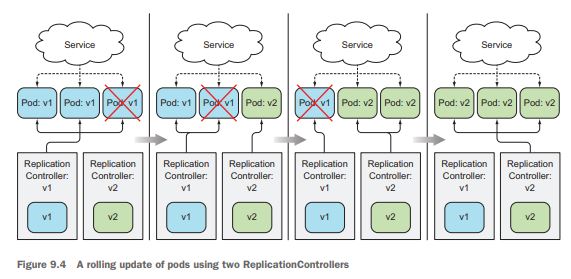 Service
Service
Service
Service
Pod: v1
Pod: v1
Pod: v1
Pod: v1
Pod: v1
Pod: v2
Pod: v1
Pod: v2
Pod: v2
Pod: v2
Pod: v2
Pod: v2
Replication
Controller:
v1
v1
Replication
Controller:
v2
v2
Replication
Controller:
v1
v1
Replication
Controller:
v2
v2
Replication
Controller:
v1
v1
Replication
Controller:
v2
v2
Replication
Controller:
v1
v1
Replication
Controller:
v2
v2
Figure 9.4 A rolling update of pods using two ReplicationControllers